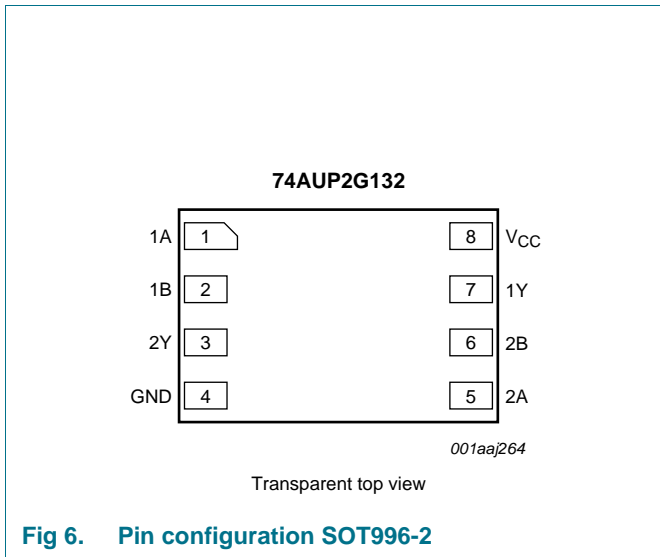 74AUP2G132
1A 1 8 VCC
1B 2 7 1Y
2Y 3 6 2B
GND 4 5 2A
001aaj264
Transparent top view
Fig 6. Pin configuration SOT996-2